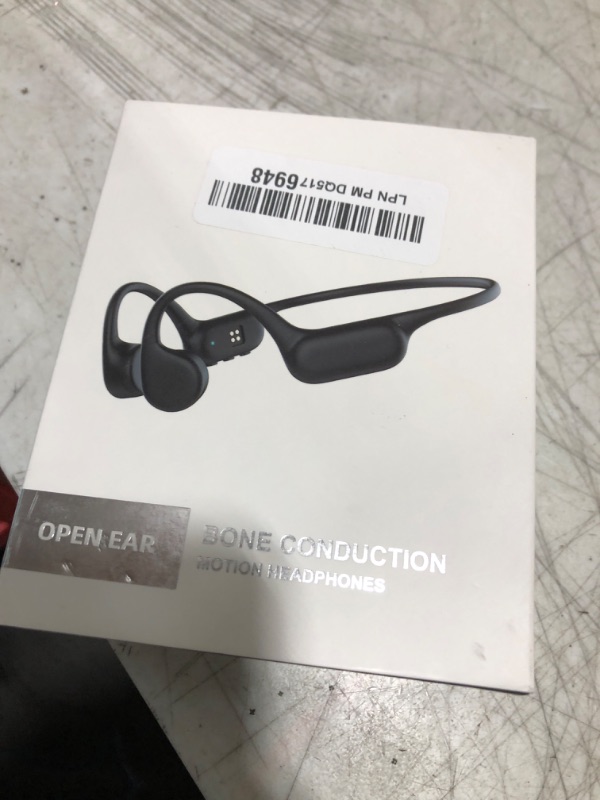 LPN PM DQ5176948
OPEN EAR
BONE CONDUCTION
MOTION HEADPHONES